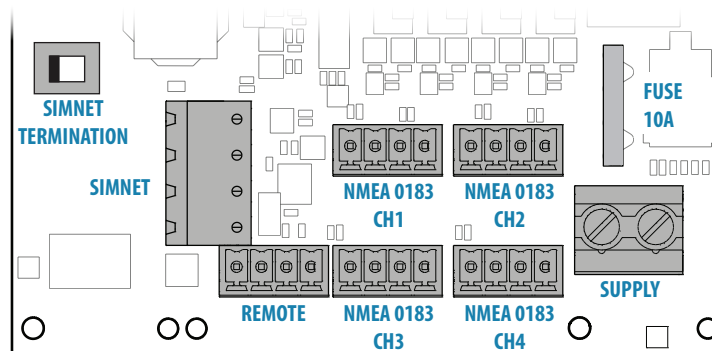 SIMNET
TERMINATION
FUSE
10A
SIMNET
NMEA 0183
CH1
NMEA 0183
CH2
REMOTE
NMEA 0183
CH3
NMEA 0183
CH4
SUPPLY